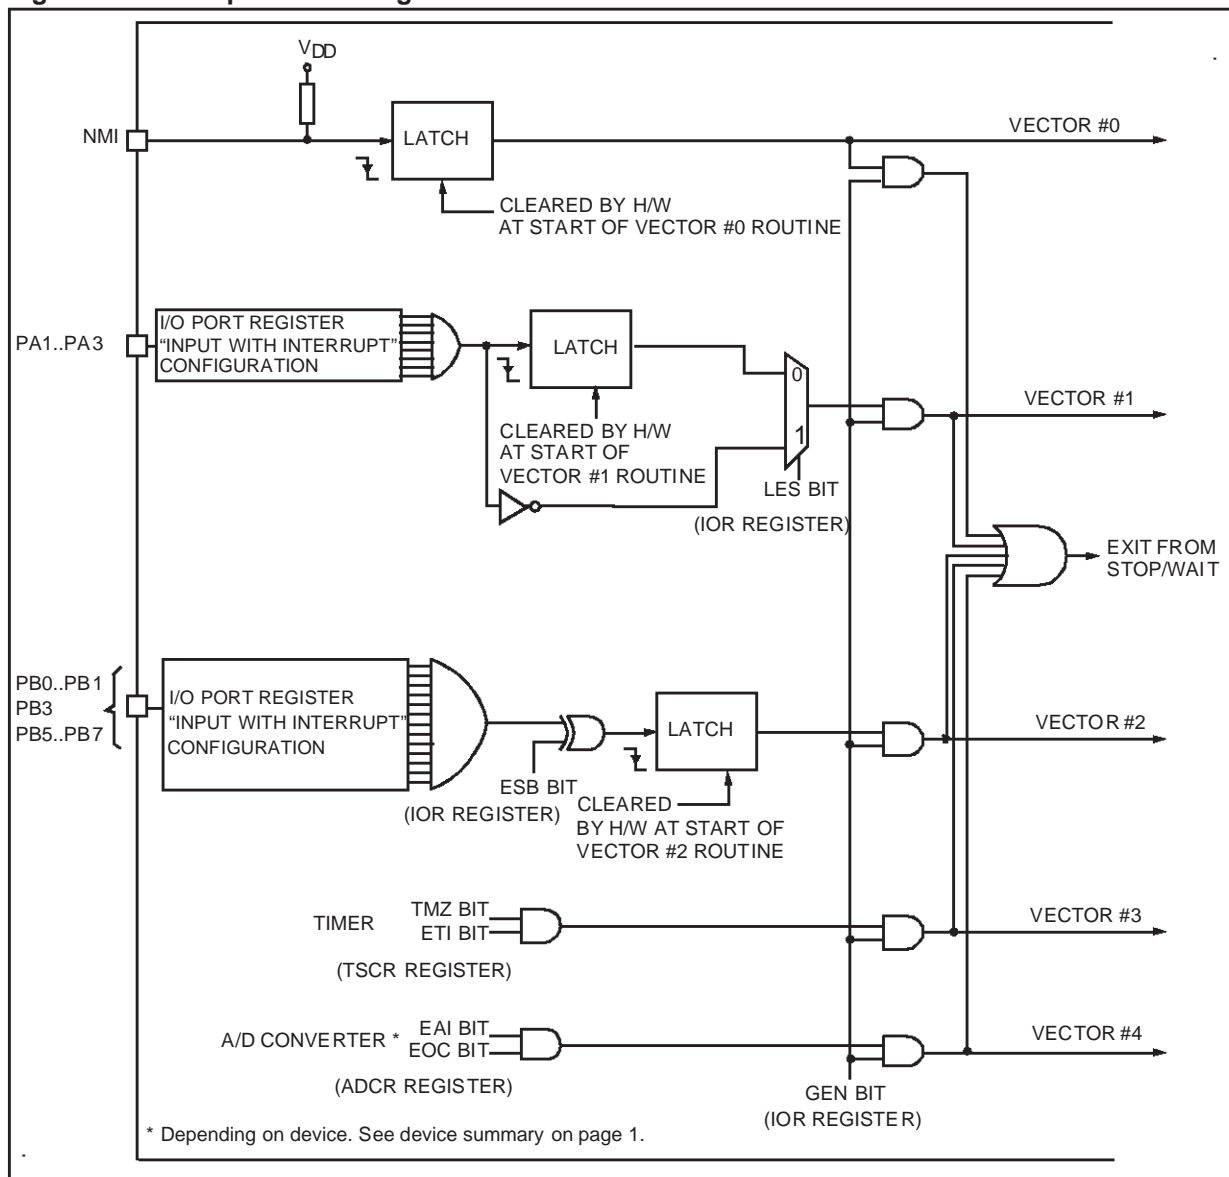 VDD
NMI
LATCH
VECTOR #0
CLEARED BY H/W
AT START OF VECTOR #0 ROUTINE
PA1..PA3
I/O PORT REGISTER
“INPUT WITH INTERRUPT”
CONFIGURATION
LATCH
0
1
VECTOR #1
CLEARED BY H/W
AT START OF
VECTOR #1 ROUTINE
LES BIT
(IOR REGISTER)
EXIT FROM
STOP/WAIT
PB0..PB1
PB3
PB5..PB7
I/O PORT REGISTER
“INPUT WITH INTERRUPT”
CONFIGURATION
LATCH
VECTOR #2
ESB BIT
(IOR REGISTER)
CLEARED
BY H/W AT START OF
VECTOR #2 ROUTINE
TIMER
TMZ BIT
ETI BIT
(TSCR REGISTER)
VECTOR #3
A/D CONVERTER *
EAI BIT
EOC BIT
(ADCR REGISTER)
VECTOR #4
GEN BIT
(IOR REGISTER)
* Depending on device. See device summary on page 1.